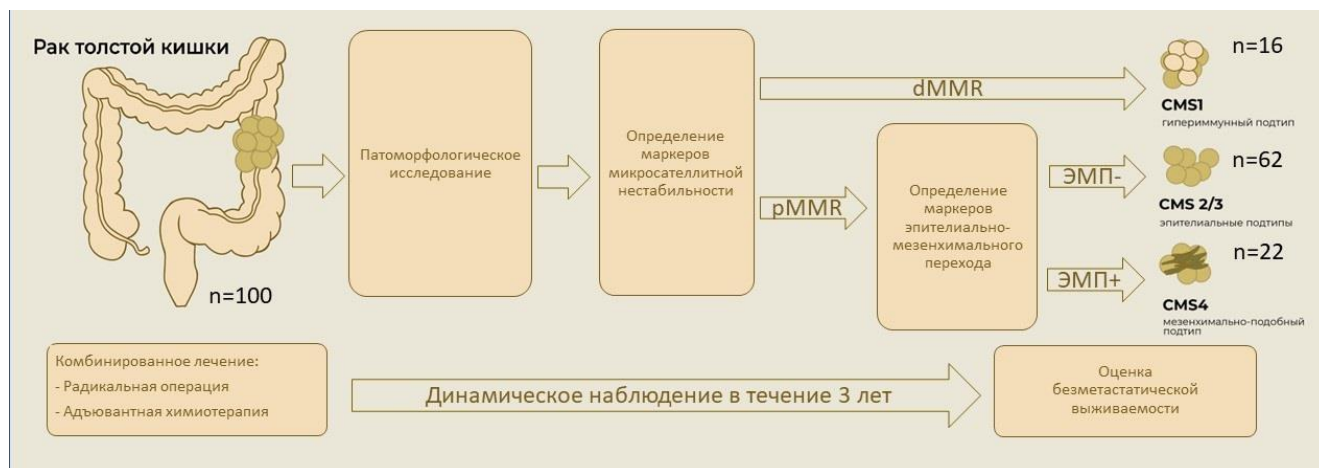 Рак толстой кишки
n=100
Патоморфологическое
исследование
Определение
маркеров
микросателлитной
нестабильности
dMMR
pMMR
Определение
маркеров
эпителиально-
мезенхимального
перехода
ЭМП-
ЭМП+
n=16
CMS1
гипериммунный подтип
n=62
CMS 2/3
эпителиальные подтипы
n=22
CMS4
мезенхимально-подобный
подтип
Комбинированное лечение:
- Радикальная операция
- Адъювантная химиотерапия
Динамическое наблюдение в течение 3 лет
Оценка
безметастатической
выживаемости